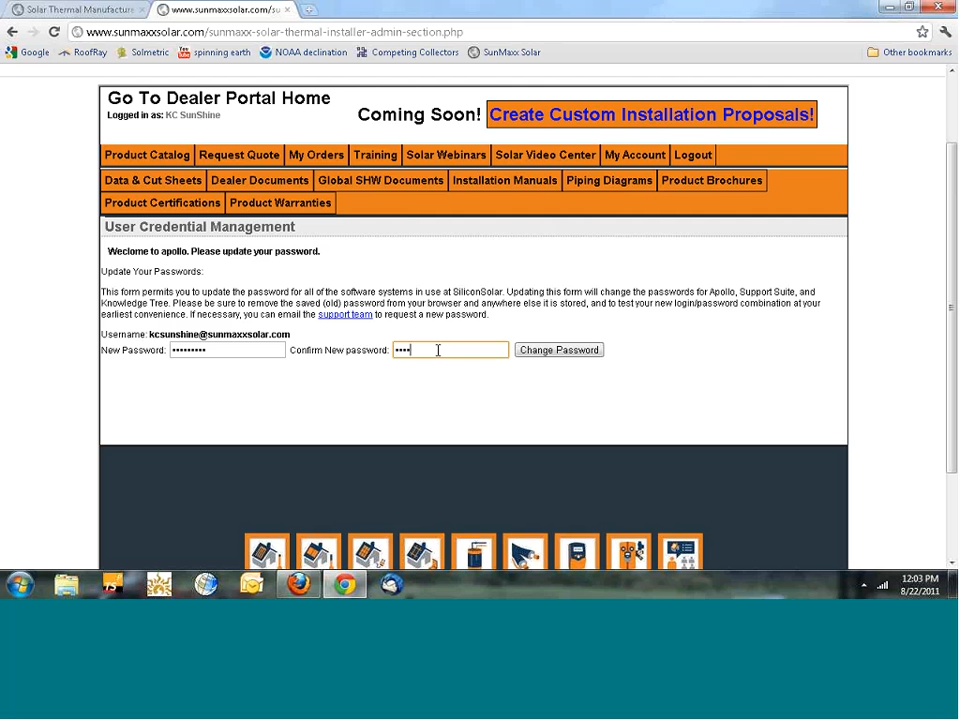 Solar Thermal Manufacture
www.sunmaxxsolar.com/su
www.sunmaxxsolar.com/sunmaxx-solar-thermal-installer-admin-section.php
Google RoofRay Solmetric spinning earth NOAA declination Competing Collectors SunMaxx Solar Other bookmarks
Go To Dealer Portal Home
Logged in as: KC SunShine
Coming Soon! Create Custom Installation Proposals!
Product Catalog Request Quote My Orders Training Solar Webinars Solar Video Center My Account Logout
Data & Cut Sheets Dealer Documents Global SHW Documents Installation Manuals Piping Diagrams Product Brochures
Product Certifications Product Warranties
User Credential Management
Weclome to apollo. Please update your password.
Update Your Passwords:
This form permits you to update the password for all of the software systems in use at SiliconSolar. Updating this form will change the passwords for Apollo, Support Suite, and
Knowledge Tree. Please be sure to remove the saved (old) password from your browser and anywhere else it is stored, and to test your new login/password combination at your
earliest convenience. If necessary, you can email the support team to request a new password.
Username: kcsunshine@sunmaxxsolar.com
New Password: ••••••••• Confirm New password: •••• Change Password
12:03 PM
8/22/2011